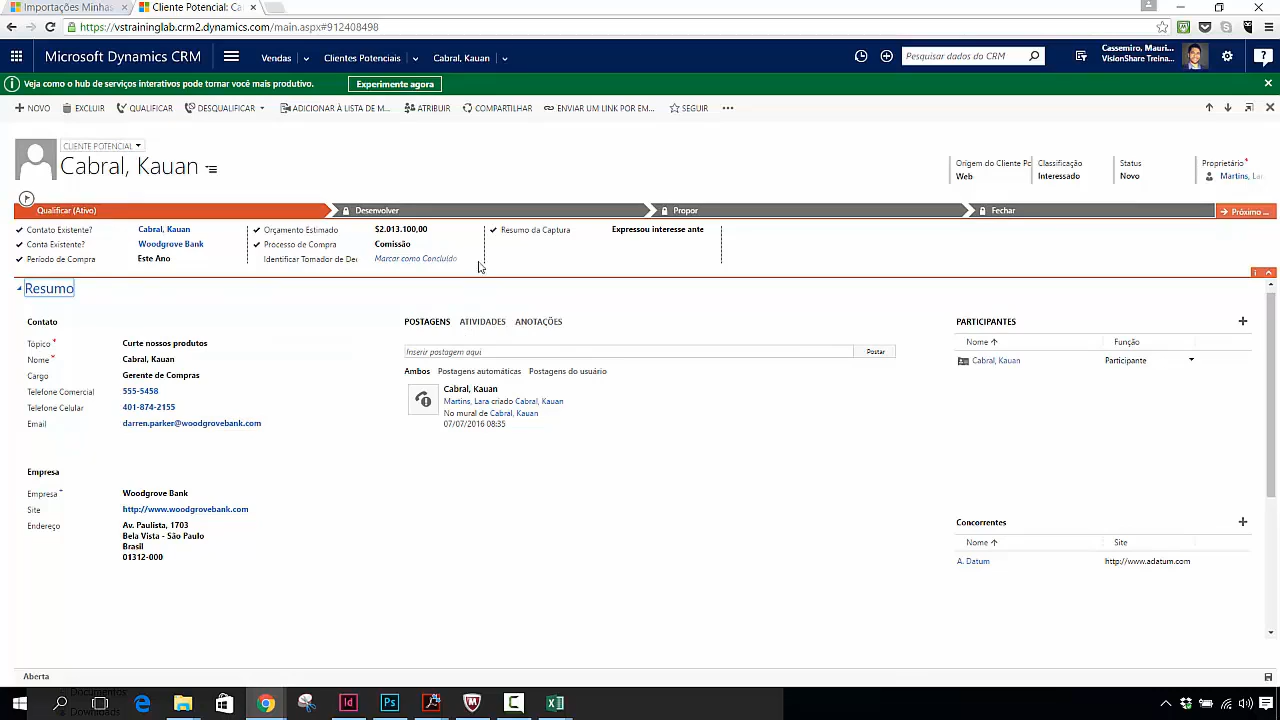 Importações Minhas
Cliente Potencial: Ca
https://vstraininglab.crm2.dynamics.com/main.aspx#912408498
Microsoft Dynamics CRM
Vendas
Clientes Potenciais
Cabral, Kauan
Pesquisar dados do CRM
Cassemiro, Mauri...
VisionShare Treina...
Veja como o hub de serviços interativos pode tornar você mais produtivo.
Experimente agora
NOVO
EXCLUIR
QUALIFICAR
DESQUALIFICAR
ADICIONAR À LISTA DE M...
ATRIBUIR
COMPARTILHAR
ENVIAR UM LINK POR EM...
SEGUIR
CLIENTE POTENCIAL
Cabral, Kauan
Origem do Cliente Po
Web
Classificação
Interessado
Status
Novo
Proprietário*
Martins, La
Qualificar (Ativo)
Desenvolver
Propor
Fechar
Próximo ...
Contato Existente?
Cabral, Kauan
Conta Existente?
Woodgrove Bank
Período de Compra
Este Ano
Orçamento Estimado
$2.013.100,00
Processo de Compra
Comissão
Identificar Tomador de Dec
Marcar como Concluído
Resumo da Captura
Expressou interesse ante
Resumo
Contato
Tópico *
Curte nossos produtos
Nome *
Cabral, Kauan
Cargo
Gerente de Compras
Telefone Comercial
555-5458
Telefone Celular
401-874-2155
Email
darren.parker@woodgrovebank.com
Empresa
Empresa *
Woodgrove Bank
Site
http://www.woodgrovebank.com
Endereço
Av. Paulista, 1703
Bela Vista - São Paulo
Brasil
01312-000
POSTAGENS ATIVIDADES ANOTAÇÕES
Inserir postagem aqui
Postar
Ambos Postagens automáticas Postagens do usuário
Cabral, Kauan
Martins, Lara criado Cabral, Kauan
No mural de Cabral, Kauan
07/07/2016 08:35
PARTICIPANTES
Nome
Função
Cabral, Kauan
Participante
Concorrentes
Nome
Site
A. Datum
http://www.adatum.com
Aberta
Documentos
Downloads